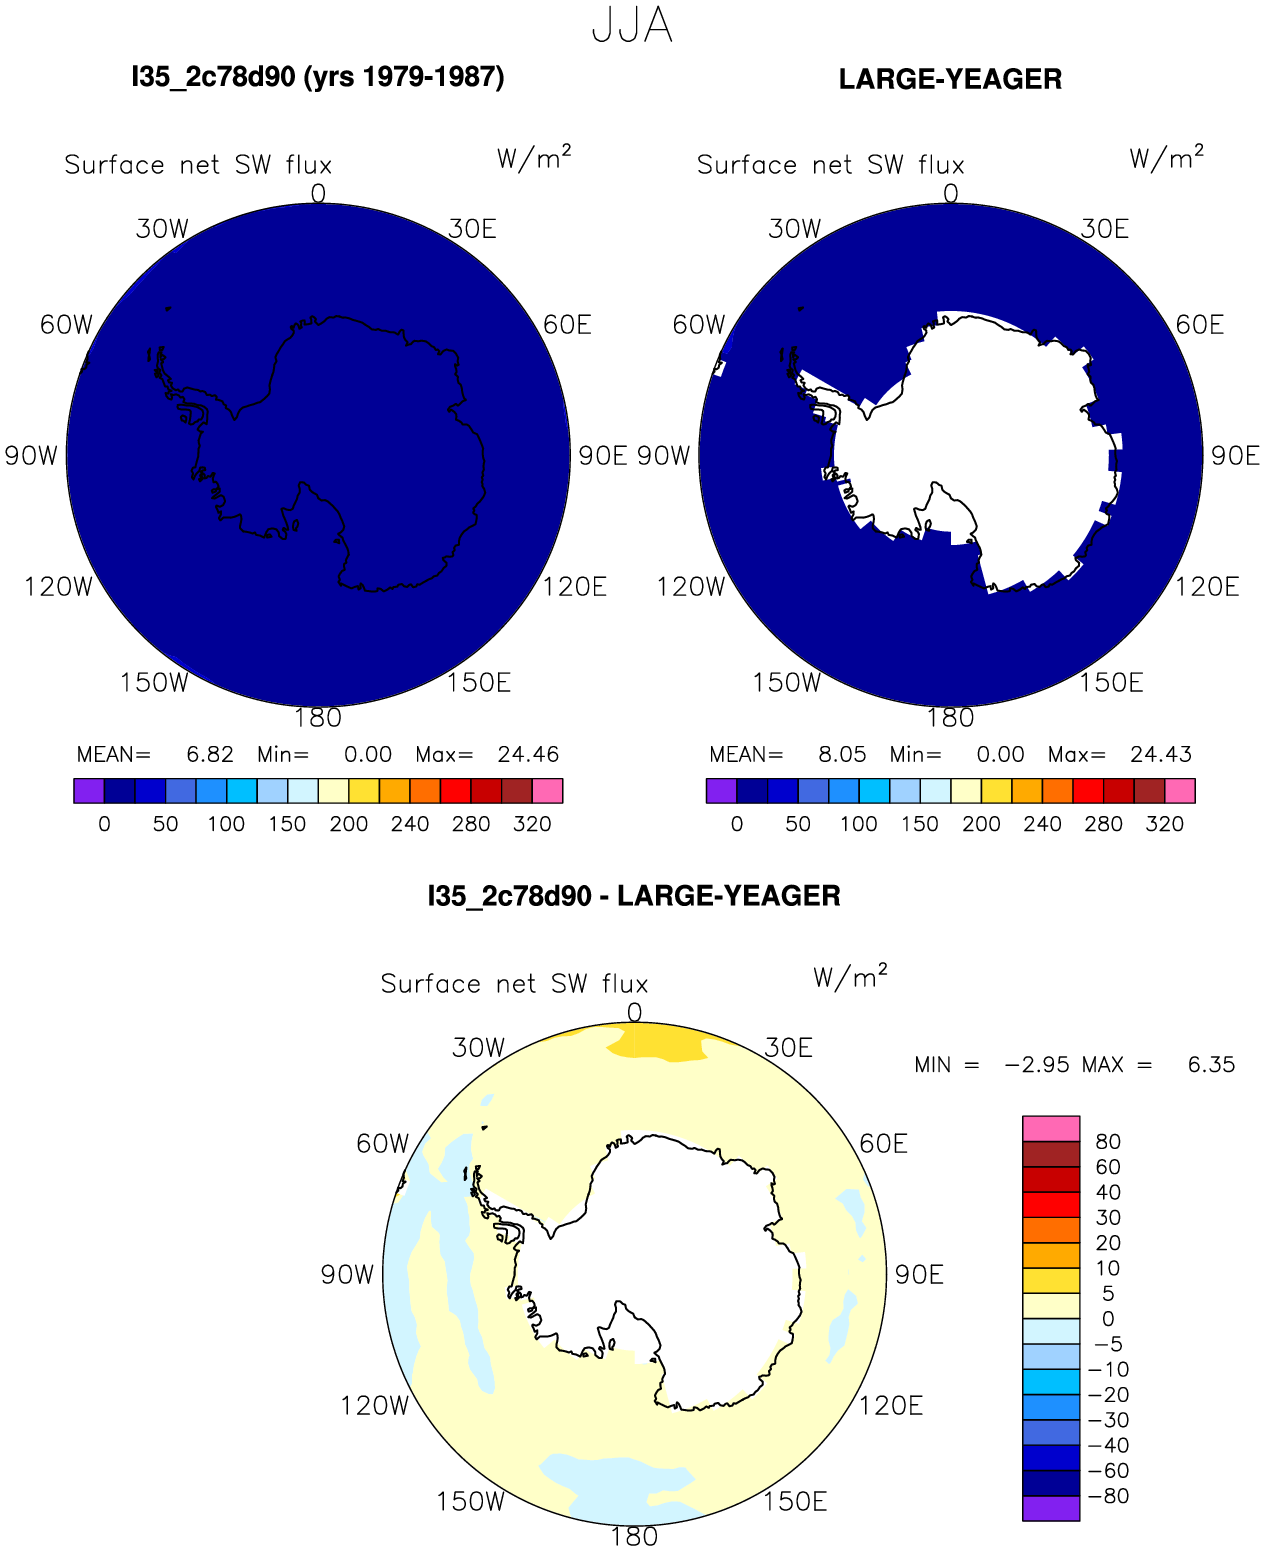 JJA
I35_2c78d90 (yrs 1979-1987)
LARGE-YEAGER
Surface net SW flux W/m²
Surface net SW flux W/m²
0
30W 30E
60W 60E
90W 90E
120W 120E
150W 150E
180
0
30W 30E
60W 60E
90W 90E
120W 120E
150W 150E
180
MEAN= 6.82 Min= 0.00 Max= 24.46
0 50 100 150 200 240 280 320
MEAN= 8.05 Min= 0.00 Max= 24.43
0 50 100 150 200 240 280 320
I35_2c78d90 - LARGE-YEAGER
Surface net SW flux W/m²
0
30W 30E
60W 60E
90W 90E
120W 120E
150W 150E
180
MIN = −2.95 MAX = 6.35
80
60
40
30
20
10
5
0
−5
−10
−20
−30
−40
−60
−80